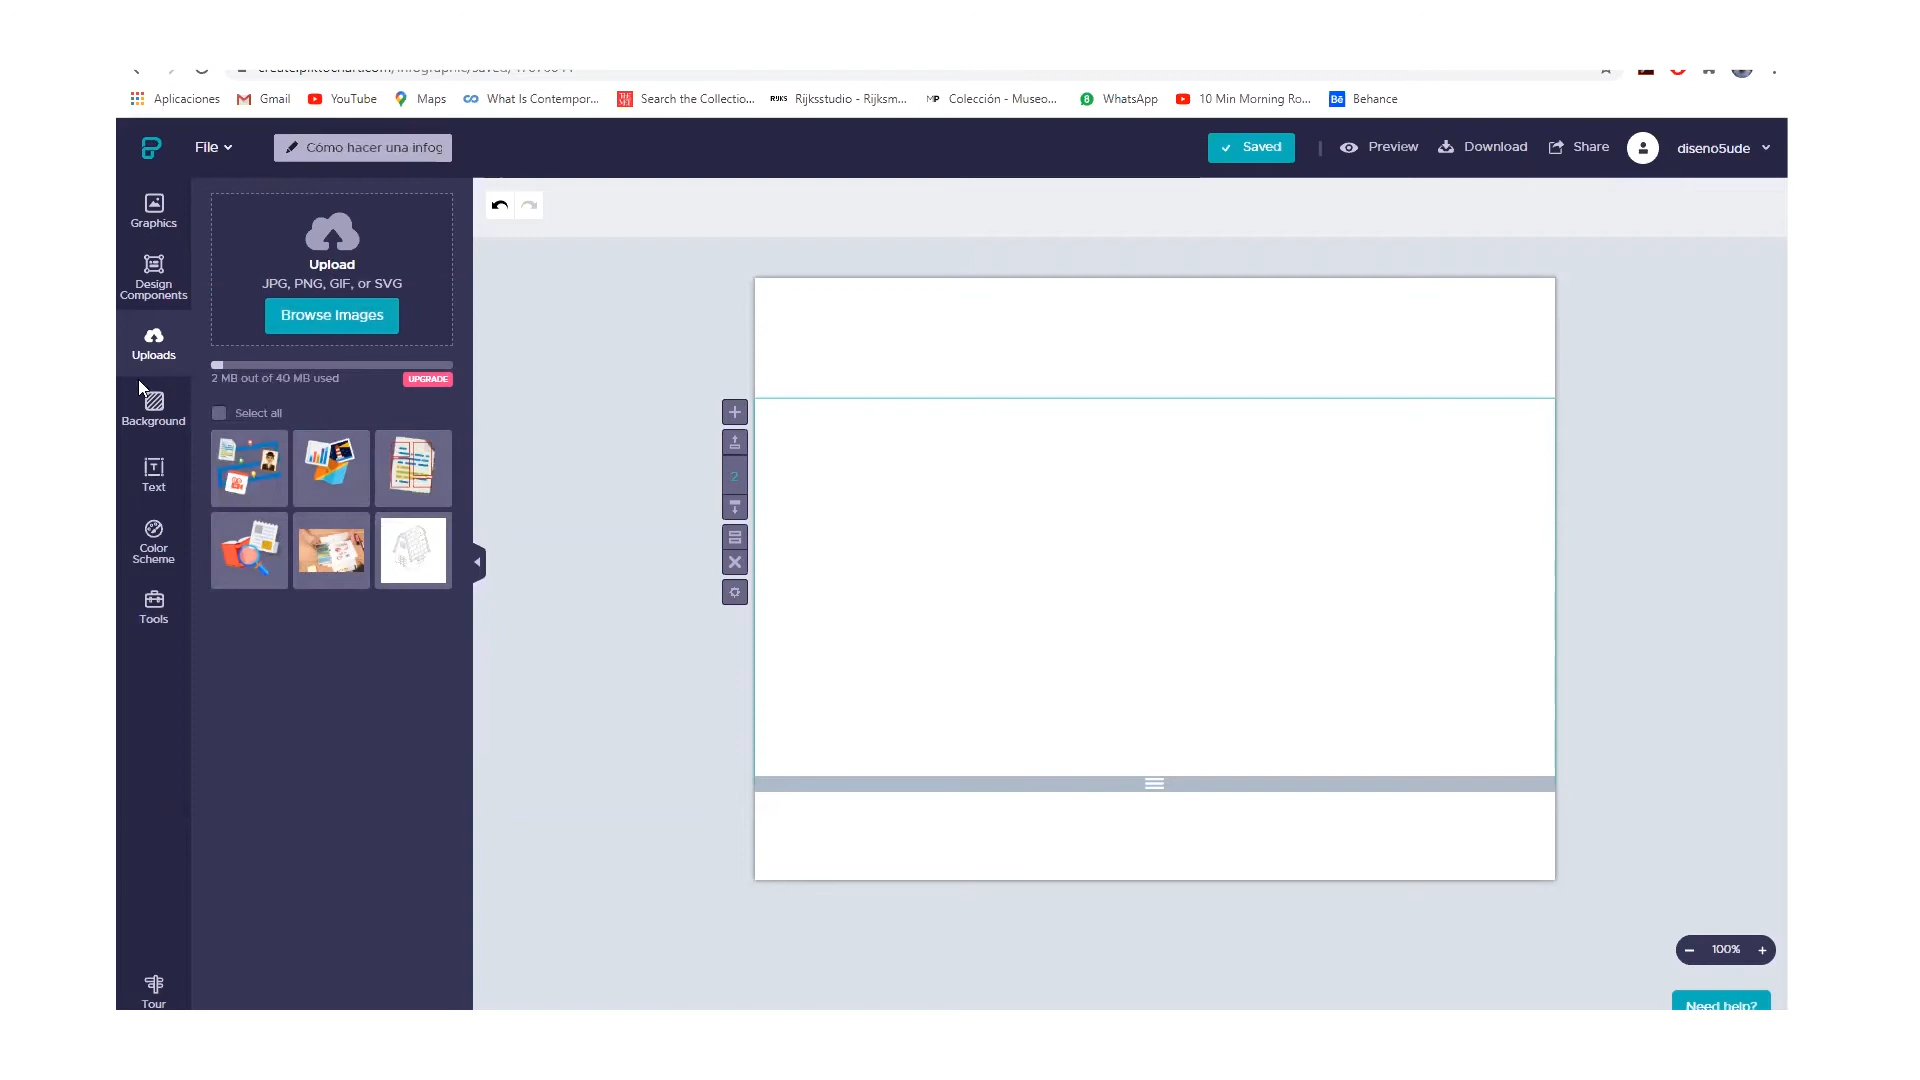 Aplicaciones Gmail YouTube Maps What Is Contempor... Search the Collectio... Rijksstudio - Rijksm... Colección - Museo... WhatsApp 10 Min Morning Ro... Behance
File Cómo hacer una infog Saved Preview Download Share diseno5ude
Graphics
Design
Components
Uploads
Background
Text
Color
Scheme
Tools
Tour
Upload
JPG, PNG, GIF, or SVG
Browse Images
2 MB out of 40 MB used UPGRADE
Select all
2
100%
Need help?